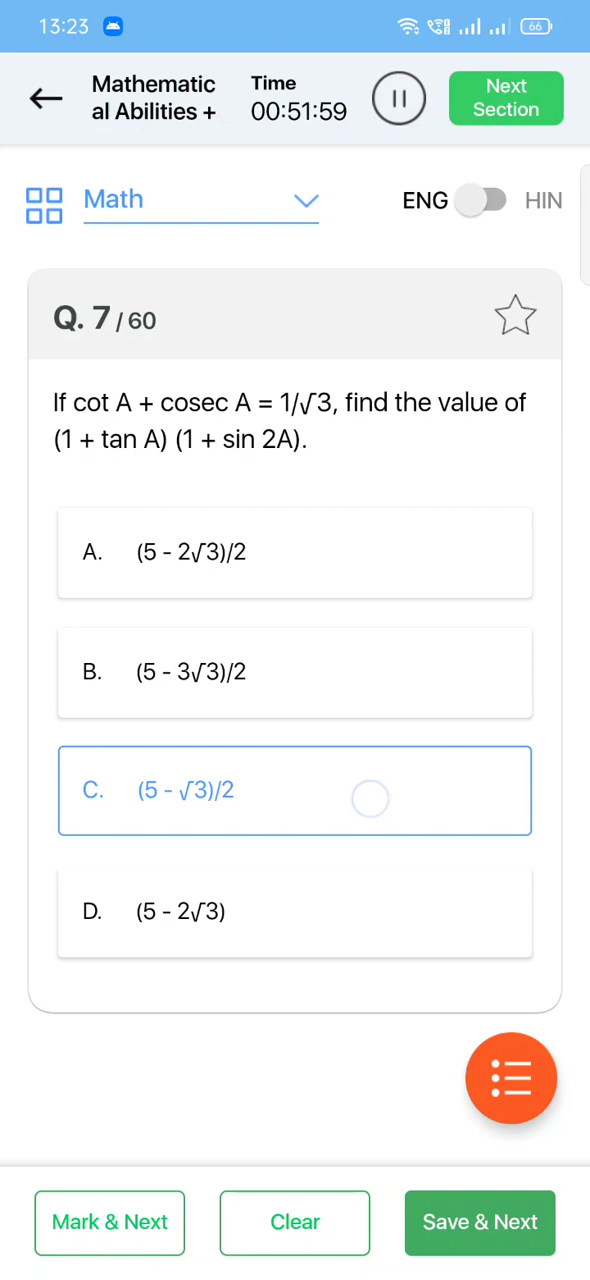 13:23
66
Mathematic
al Abilities +
Time
00:51:59
Next
Section
Math
ENG
HIN
Q. 7 / 60
If cot A + cosec A = 1/√3, find the value of
(1 + tan A) (1 + sin 2A).
A. (5 - 2√3)/2
B. (5 - 3√3)/2
C. (5 - √3)/2
D. (5 - 2√3)
Mark & Next
Clear
Save & Next